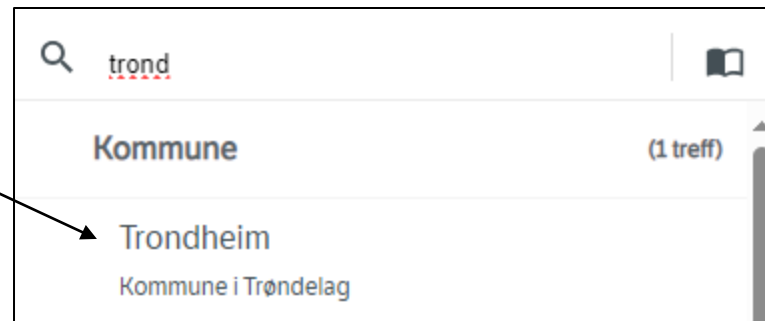 trond
Kommune (1 treff)
Trondheim
Kommune i Trøndelag